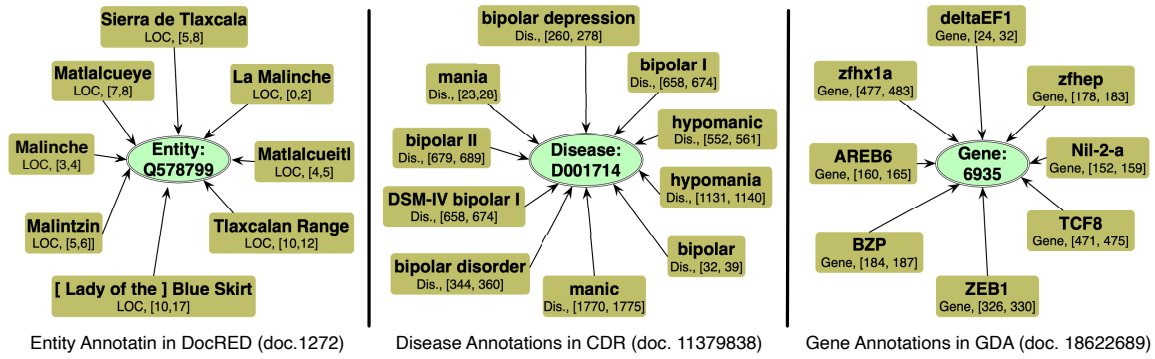 Sierra de Tlaxcala
LOC, [5,8]
Matlalcueye
LOC, [7,8]
La Malinche
LOC, [0,2]
Malinche
LOC, [3,4]
Entity:
Q578799
Matlalcueitl
LOC, [4,5]
Malintzin
LOC, [5,6]]
Tlaxcalan Range
LOC, [10,12]
[ Lady of the ] Blue Skirt
LOC, [10,17]
Entity Annotatin in DocRED (doc.1272)
bipolar depression
Dis., [260, 278]
mania
Dis., [23,28]
bipolar I
Dis., [658, 674]
hypomanic
Dis., [552, 561]
bipolar II
Dis., [679, 689]
Disease:
D001714
hypomania
Dis., [1131, 1140]
DSM-IV bipolar I
Dis., [658, 674]
bipolar
Dis., [32, 39]
bipolar disorder
Dis., [344, 360]
manic
Dis., [1770, 1775]
Disease Annotations in CDR (doc. 11379838)
deltaEF1
Gene, [24, 32]
zfhx1a
Gene, [477, 483]
zfhep
Gene, [178, 183]
AREB6
Gene, [160, 165]
Gene:
6935
Nil-2-a
Gene, [152, 159]
TCF8
Gene, [471, 475]
BZP
Gene, [184, 187]
ZEB1
Gene, [326, 330]
Gene Annotations in GDA (doc. 18622689)